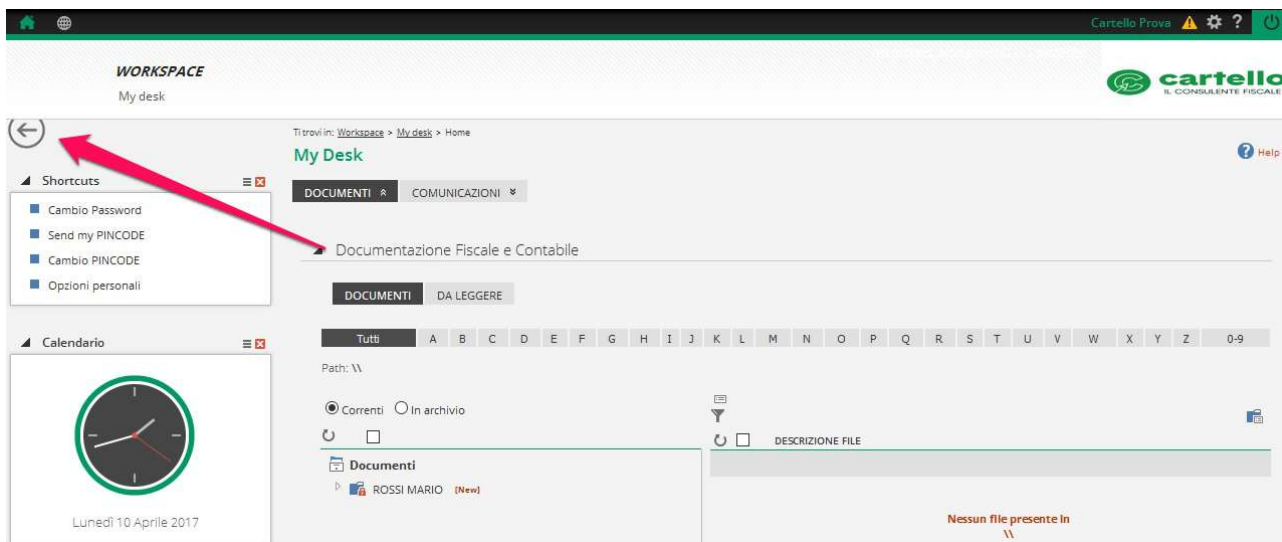 Cartello Prova ?
WORKSPACE
My desk
cartello
IL CONSULENTE FISCALE
Ti trovi in: Workspace > My desk > Home
My Desk
? Help
Shortcuts
DOCUMENTI COMUNICAZIONI
Cambio Password
Send my PINCODE
Cambio PINCODE
Opzioni personali
Documentazione Fiscale e Contabile
DOCUMENTI DA LEGGERE
Calendario
Tutti A B C D E F G H I J K L M N O P Q R S T U V W X Y Z 0-9
Path: \\
Correnti In archivio
DESCRIZIONE FILE
Documenti
ROSSI MARIO (New)
Lunedì 10 Aprile 2017
Nessun file presente in
\\